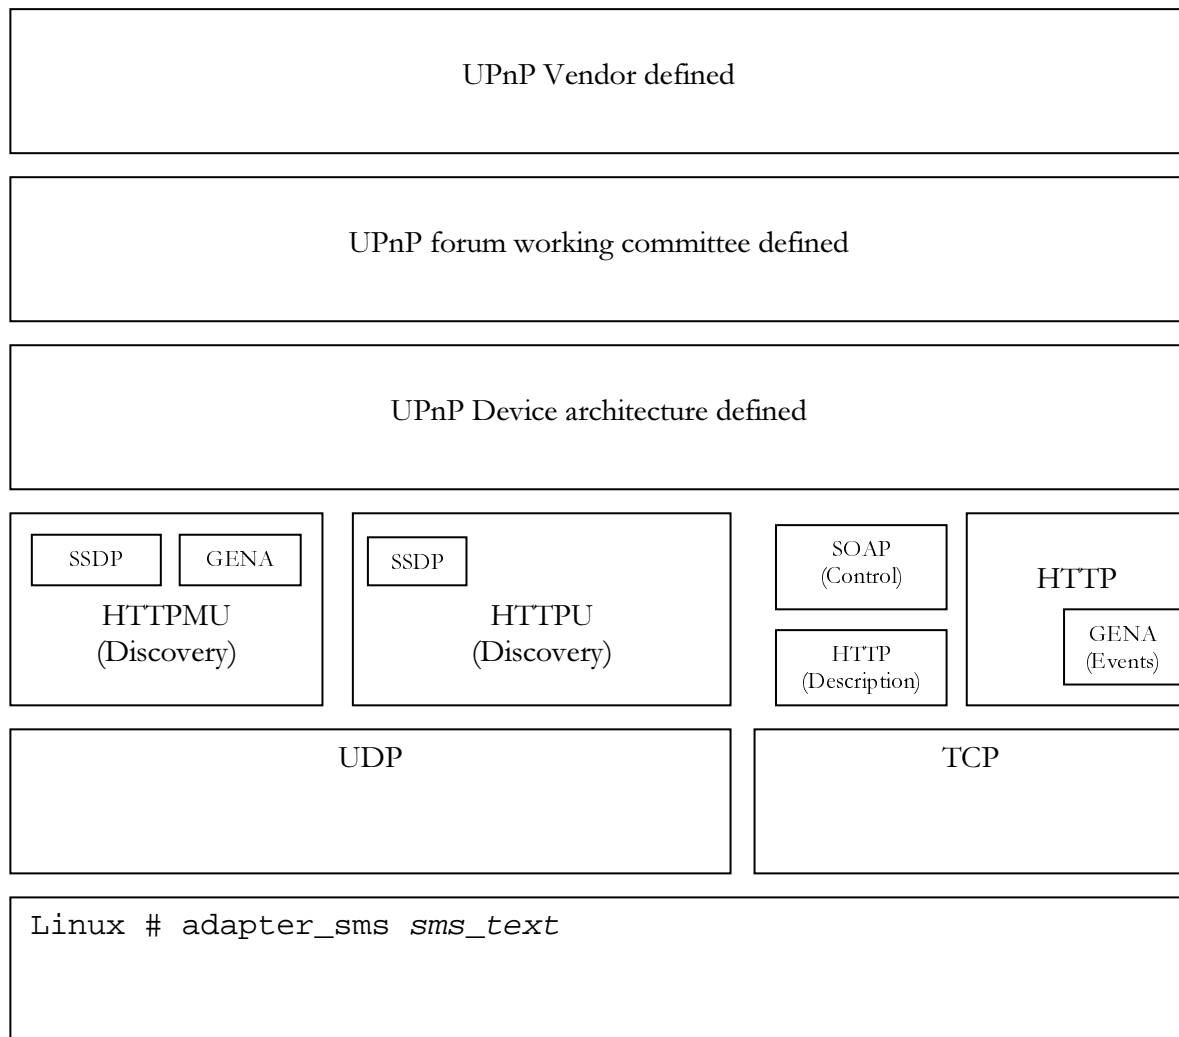 UPnP Vendor defined
UPnP forum working committee defined
UPnP Device architecture defined
SSDP
GENA
HTTPMU
(Discovery)
SSDP
HTTPU
(Discovery)
SOAP
(Control)
HTTP
(Description)
HTTP
GENA
(Events)
UDP
TCP
Linux # adapter_sms sms_text